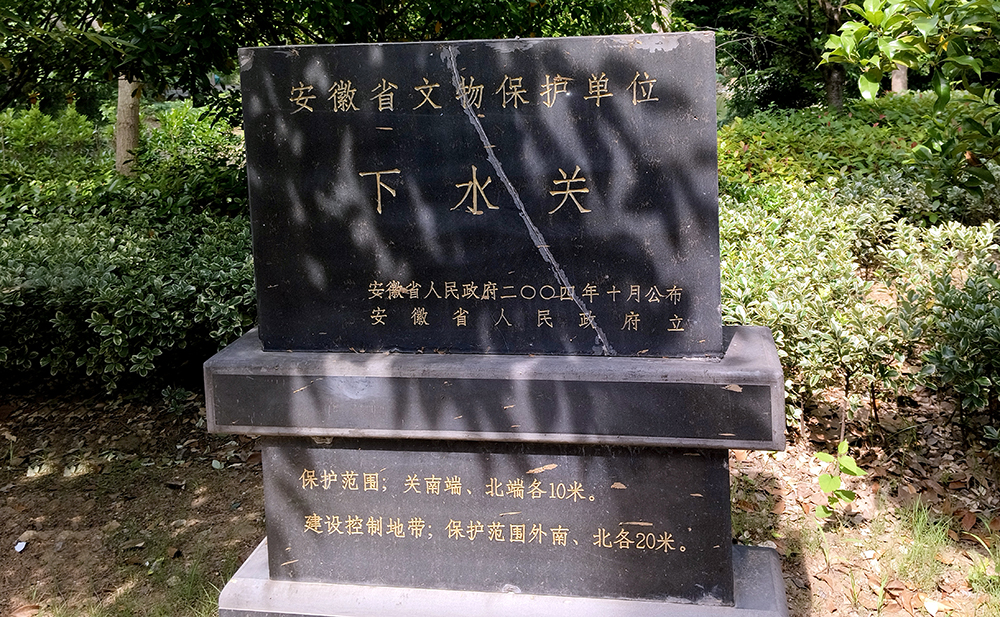 安徽省文物保护单位
下水关
安徽省人民政府二〇〇四年十月公布
安徽省人民政府立
保护范围；关南端、北端各10米。
建设控制地带；保护范围外南、北各20米。